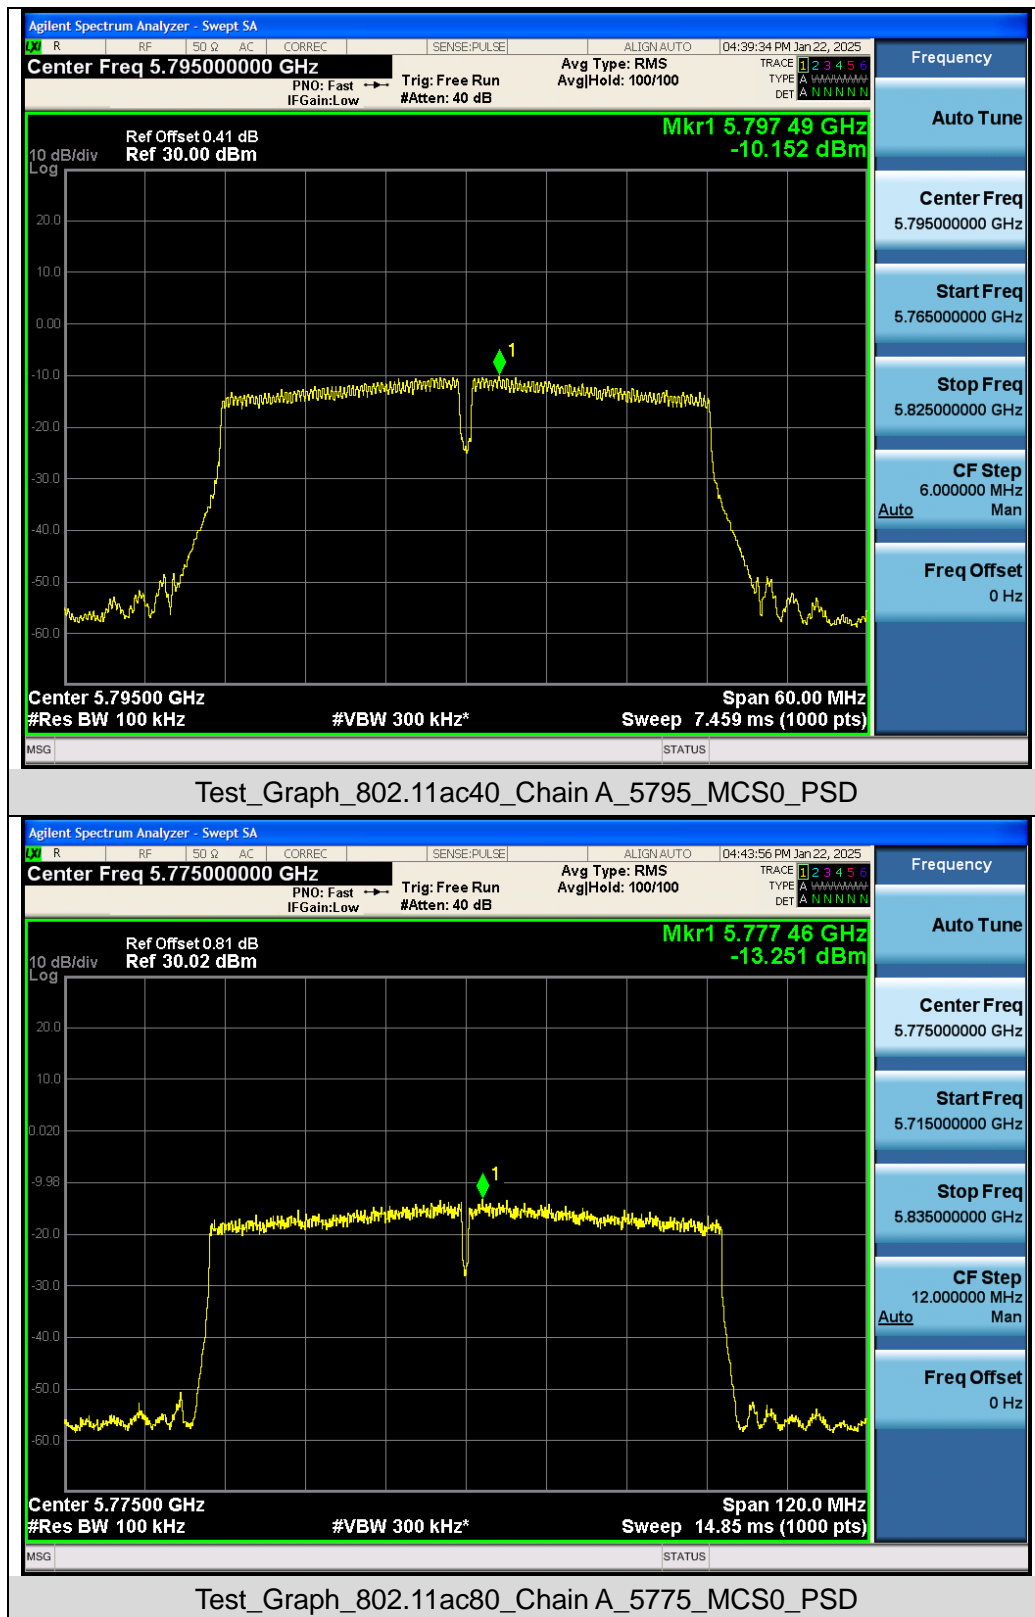 Agilent Spectrum Analyzer - Swept SA
LXI R RF 50 Ω AC CORREC SENSE:PULSE ALIGN AUTO 04:39:34 PM Jan 22, 2025
Center Freq 5.795000000 GHz
PNO: Fast
IFGain:Low
Trig: Free Run
#Atten: 40 dB
Avg Type: RMS
Avg|Hold: 100/100
TRACE 1 2 3 4 5 6
TYPE A WWWWW
DET A N N N N N
Mkr1 5.797 49 GHz
-10.152 dBm
Ref Offset 0.41 dB
10 dB/div Ref 30.00 dBm
Log
20.0
10.0
0.00
-10.0
-20.0
-30.0
-40.0
-50.0
-60.0
1
Center 5.79500 GHz Span 60.00 MHz
#Res BW 100 kHz #VBW 300 kHz* Sweep 7.459 ms (1000 pts)
MSG STATUS
Frequency
Auto Tune
Center Freq
5.795000000 GHz
Start Freq
5.765000000 GHz
Stop Freq
5.825000000 GHz
CF Step
6.000000 MHz
Auto Man
Freq Offset
0 Hz
Test_Graph_802.11ac40_Chain A_5795_MCS0_PSD
Agilent Spectrum Analyzer - Swept SA
LXI R RF 50 Ω AC CORREC SENSE:PULSE ALIGN AUTO 04:43:56 PM Jan 22, 2025
Center Freq 5.775000000 GHz
PNO: Fast
IFGain:Low
Trig: Free Run
#Atten: 40 dB
Avg Type: RMS
Avg|Hold: 100/100
TRACE 1 2 3 4 5 6
TYPE A WWWWW
DET A N N N N N
Mkr1 5.777 46 GHz
-13.251 dBm
Ref Offset 0.81 dB
10 dB/div Ref 30.02 dBm
Log
20.0
10.0
0.020
-9.98
-20.0
-30.0
-40.0
-50.0
-60.0
1
Center 5.77500 GHz Span 120.0 MHz
#Res BW 100 kHz #VBW 300 kHz* Sweep 14.85 ms (1000 pts)
MSG STATUS
Frequency
Auto Tune
Center Freq
5.775000000 GHz
Start Freq
5.715000000 GHz
Stop Freq
5.835000000 GHz
CF Step
12.000000 MHz
Auto Man
Freq Offset
0 Hz
Test_Graph_802.11ac80_Chain A_5775_MCS0_PSD